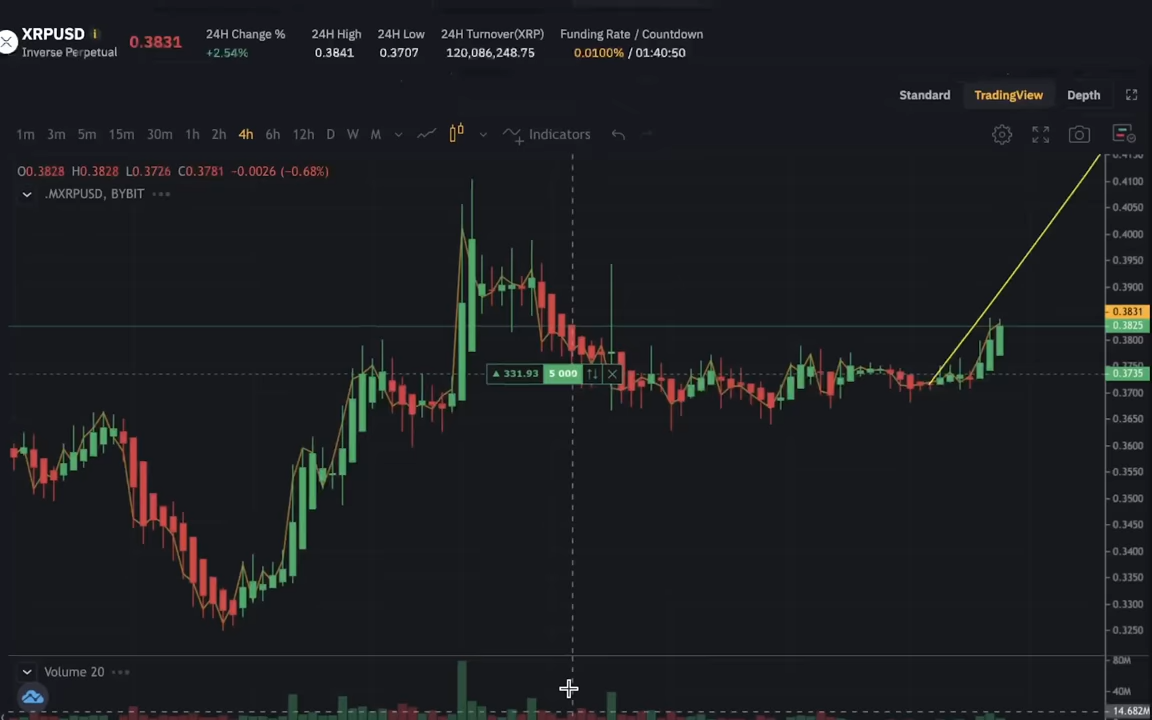 XRPUSD i
Inverse Perpetual
0.3831
24H Change %
+2.54%
24H High
0.3841
24H Low
0.3707
24H Turnover(XRP)
120,086,248.75
Funding Rate / Countdown
0.0100% / 01:40:50
Standard TradingView Depth
1m 3m 5m 15m 30m 1h 2h 4h 6h 12h D W M Indicators
O0.3828 H0.3828 L0.3726 C0.3781 -0.0026 (-0.68%)
.MXRPUSD, BYBIT
▲ 331.93 5 000
0.4150
0.4100
0.4050
0.4000
0.3950
0.3900
0.3831
0.3825
0.3800
0.3750
0.3735
0.3700
0.3650
0.3600
0.3550
0.3500
0.3450
0.3400
0.3350
0.3300
0.3250
Volume 20
80M
40M
14.682M